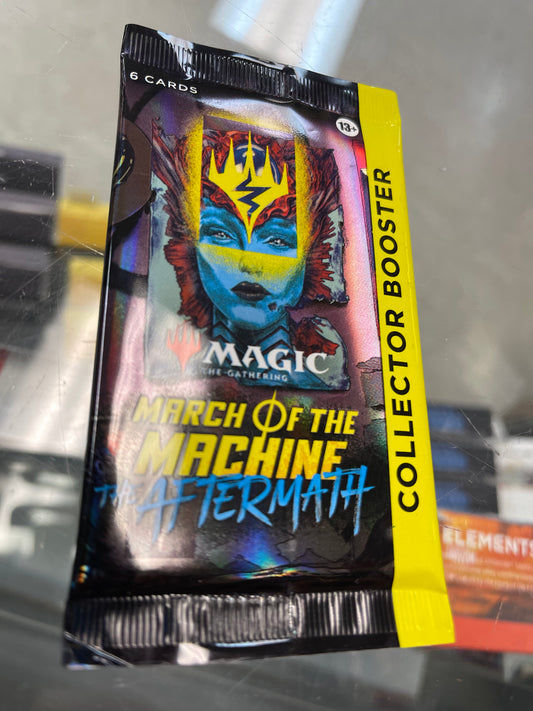 6 CARDS
13+
MAGIC
THE GATHERING
MARCH OF THE
MACHINE
THE AFTERMATH
COLLECTOR BOOSTER
ELEMENTS